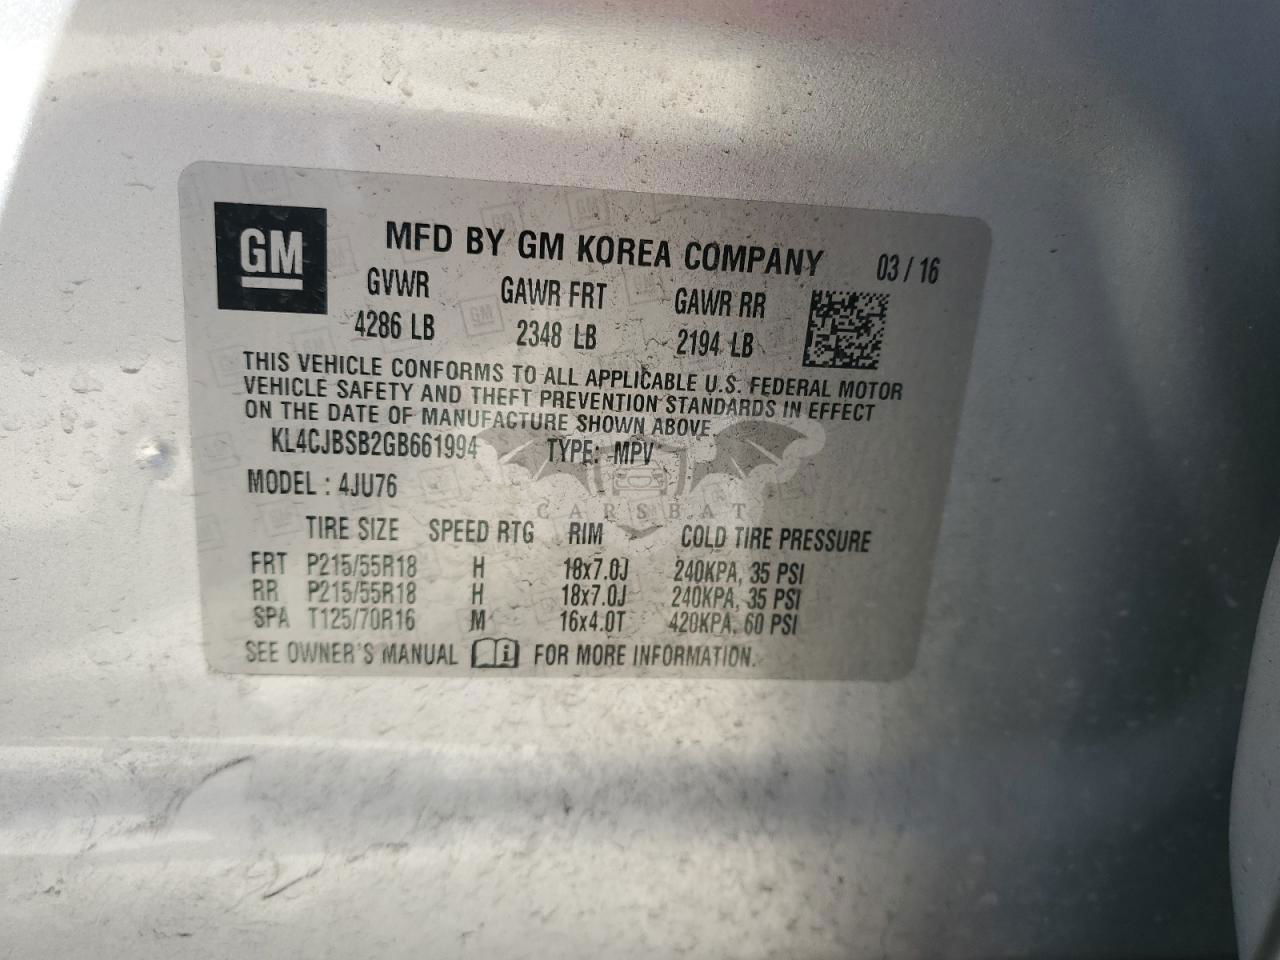 GM
MFD BY GM KOREA COMPANY 03/16
GVWR GAWR FRT GAWR RR
4286 LB 2348 LB 2194 LB
THIS VEHICLE CONFORMS TO ALL APPLICABLE U.S. FEDERAL MOTOR
VEHICLE SAFETY AND THEFT PREVENTION STANDARDS IN EFFECT
ON THE DATE OF MANUFACTURE SHOWN ABOVE.
KL4CJBSB2GB661994 TYPE: MPV
MODEL : 4JU76
CARSBAT
TIRE SIZE SPEED RTG RIM COLD TIRE PRESSURE
FRT P215/55R18 H 18x7.0J 240KPA, 35 PSI
RR P215/55R18 H 18x7.0J 240KPA, 35 PSI
SPA T125/70R16 M 16x4.0T 420KPA, 60 PSI
SEE OWNER'S MANUAL i FOR MORE INFORMATION.